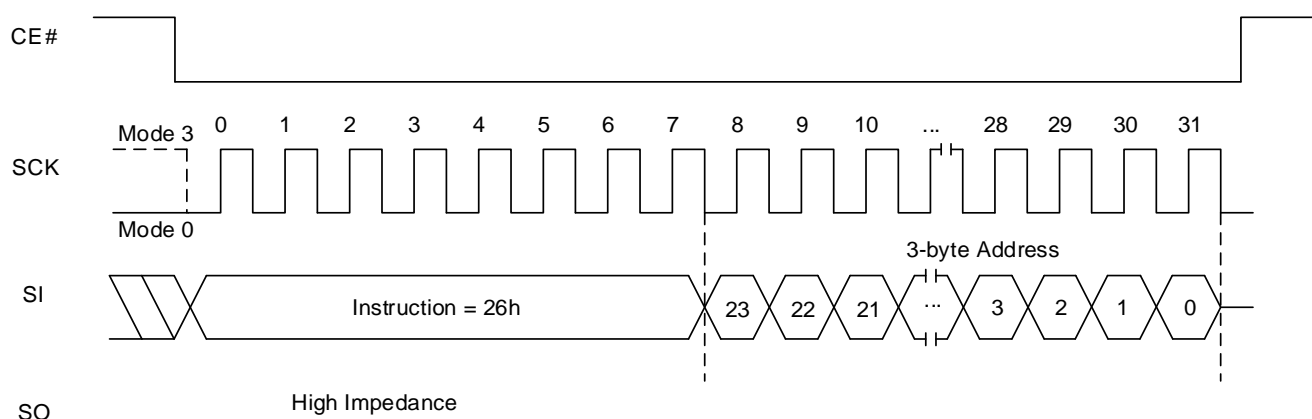 CE#
Mode 3
0 1 2 3 4 5 6 7 8 9 10 ... 28 29 30 31
SCK
Mode 0
3-byte Address
SI
Instruction = 26h
23 22 21 ... 3 2 1 0
High Impedance
SO